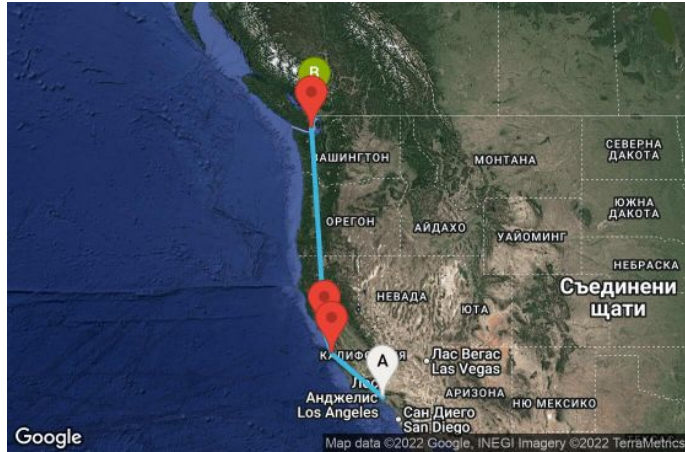 B
ВАШИНГТОН
МОНТАНА
СЕВЕРНА
ДАКОТА
ОРЕГОН
АЙДАХО
ЮЖНА
ДАКОТА
УАЙОМИНГ
НЕБРАСКА
НЕВАДА
ЮТА
Съединени
щати
A
Лас Вегас
Las Vegas
Анджелис
Los Angeles
АРИЗОНА
НЮ МЕКСИКО
Сан Диего
San Diego
Google
Map data ©2022 Google, INEGI Imagery ©2022 TerraMetrics